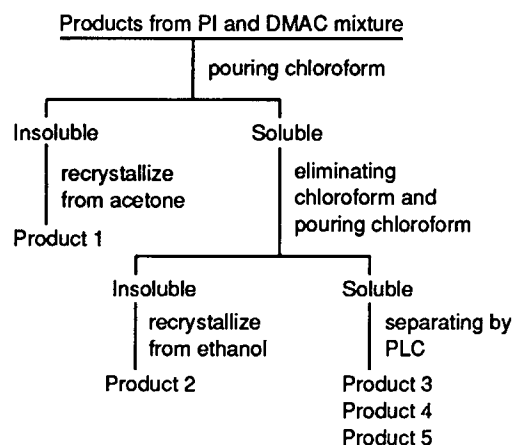 Products from PI and DMAC mixture
pouring chloroform
Insoluble
Soluble
recrystallize
from acetone
eliminating
chloroform and
pouring chloroform
Product 1
Insoluble
Soluble
recrystallize
from ethanol
separating by
PLC
Product 2
Product 3
Product 4
Product 5